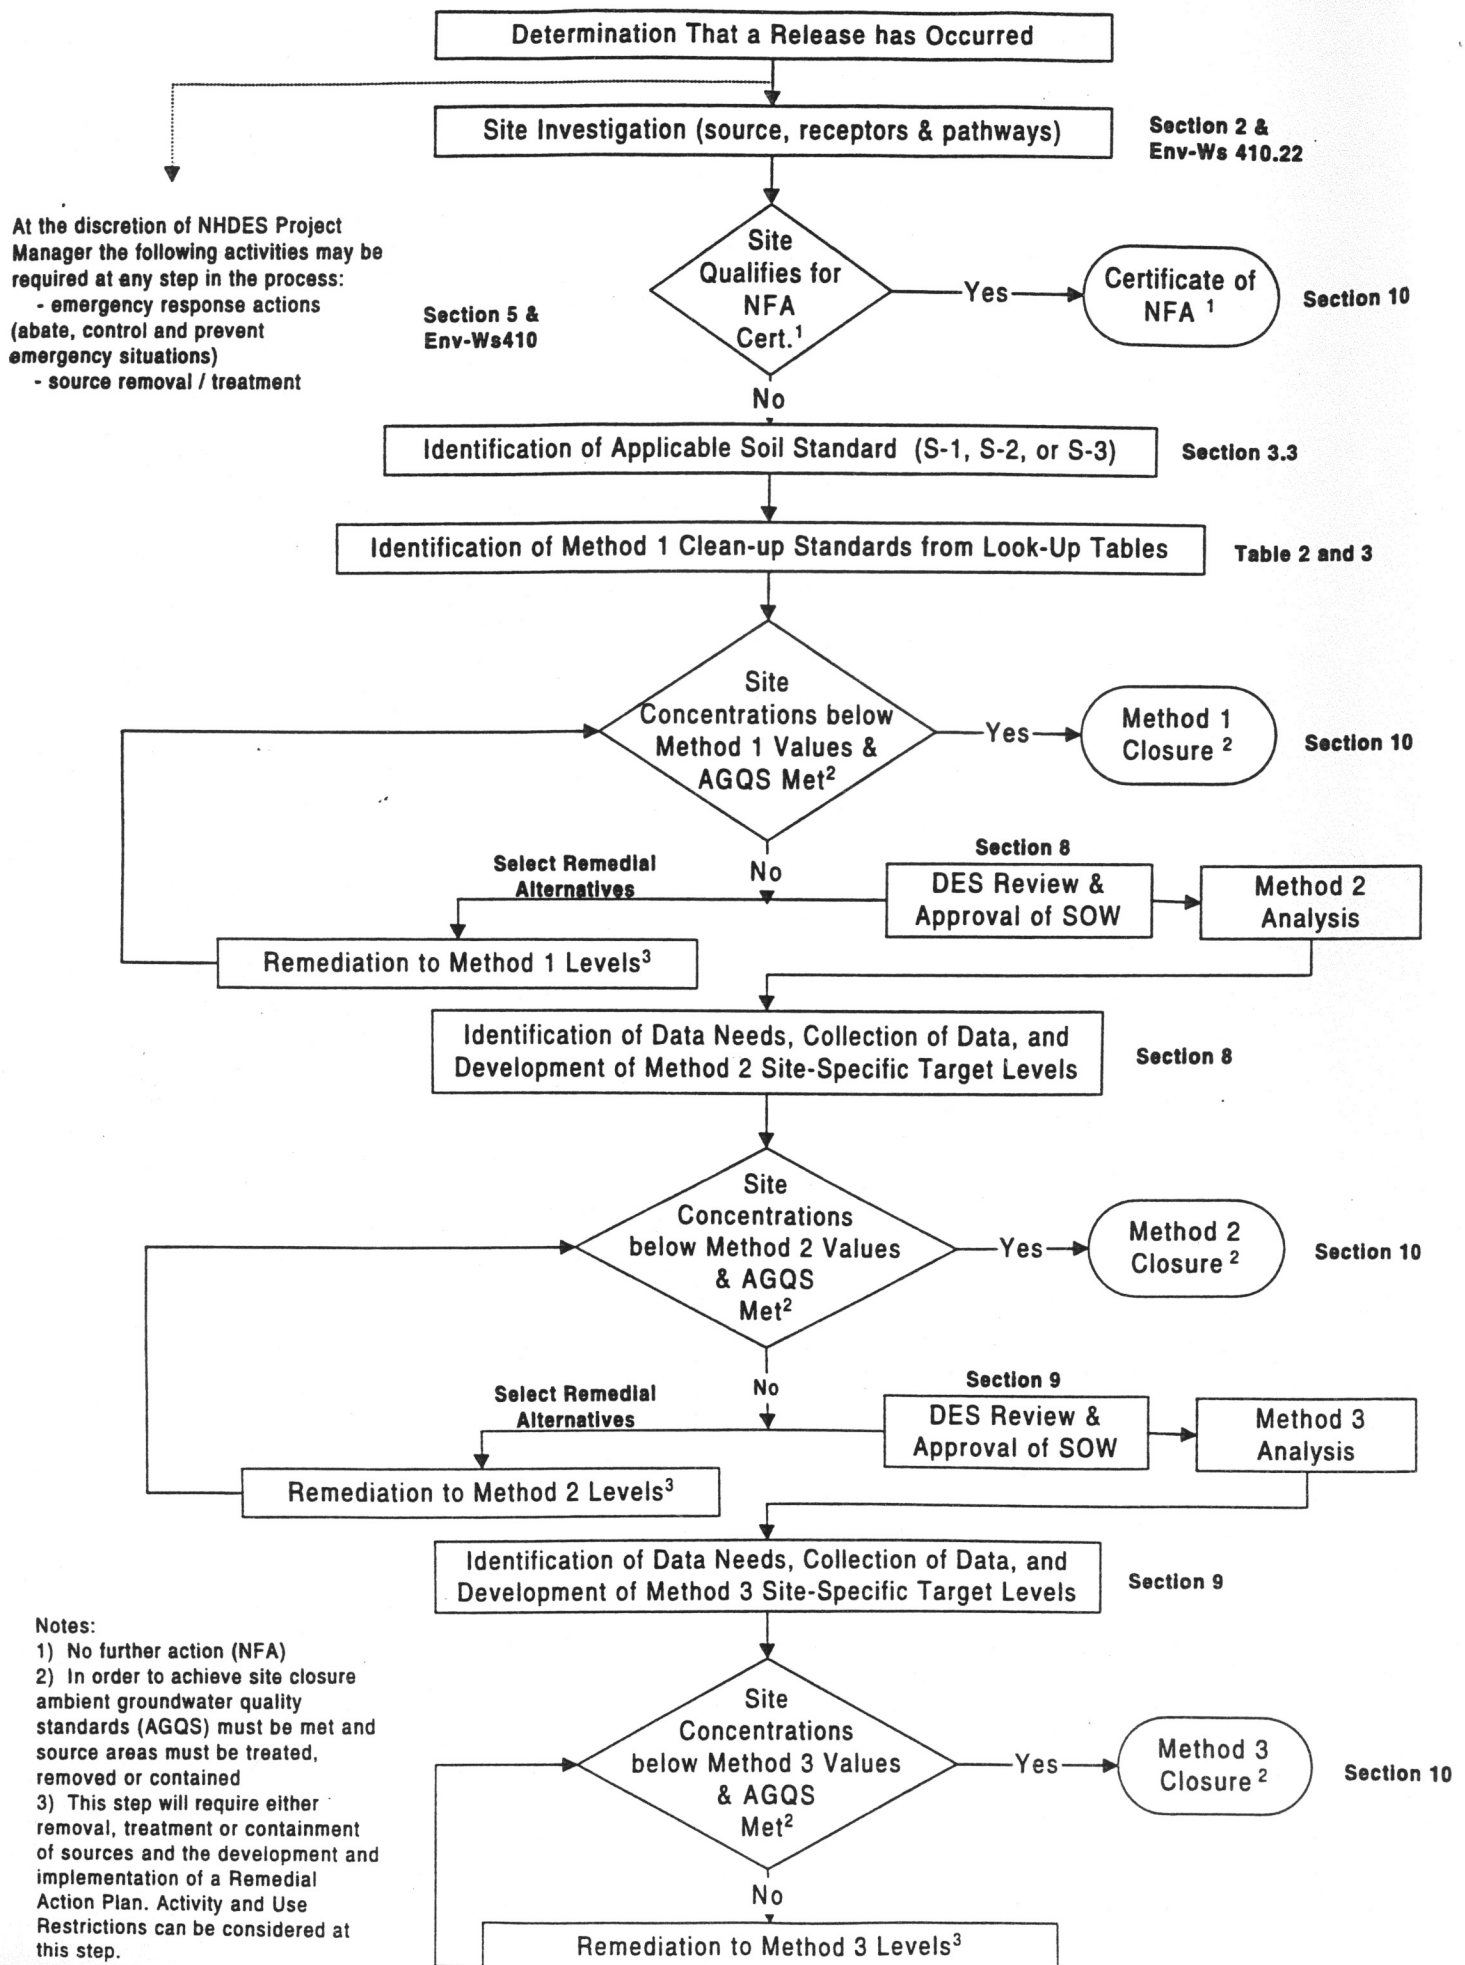 Determination That a Release has Occurred
Site Investigation (source, receptors & pathways)
Section 2 &
Env-Ws 410.22
At the discretion of NHDES Project
Manager the following activities may be
required at any step in the process:
- emergency response actions
(abate, control and prevent
emergency situations)
- source removal / treatment
Section 5 &
Env-Ws410
Site
Qualifies for
NFA
Cert.¹
Yes
Certificate of
NFA ¹
Section 10
No
Identification of Applicable Soil Standard (S-1, S-2, or S-3)
Section 3.3
Identification of Method 1 Clean-up Standards from Look-Up Tables
Table 2 and 3
Site
Concentrations below
Method 1 Values &
AGQS Met²
Yes
Method 1
Closure ²
Section 10
No
Select Remedial
Alternatives
Section 8
DES Review &
Approval of SOW
Method 2
Analysis
Remediation to Method 1 Levels³
Identification of Data Needs, Collection of Data, and
Development of Method 2 Site-Specific Target Levels
Section 8
Site
Concentrations
below Method 2 Values
& AGQS
Met²
Yes
Method 2
Closure ²
Section 10
No
Select Remedial
Alternatives
Section 9
DES Review &
Approval of SOW
Method 3
Analysis
Remediation to Method 2 Levels³
Identification of Data Needs, Collection of Data, and
Development of Method 3 Site-Specific Target Levels
Section 9
Notes:
1) No further action (NFA)
2) In order to achieve site closure
ambient groundwater quality
standards (AGQS) must be met and
source areas must be treated,
removed or contained
3) This step will require either
removal, treatment or containment
of sources and the development and
implementation of a Remedial
Action Plan. Activity and Use
Restrictions can be considered at
this step.
Site
Concentrations
below Method 3 Values
& AGQS
Met²
Yes
Method 3
Closure ²
Section 10
No
Remediation to Method 3 Levels³